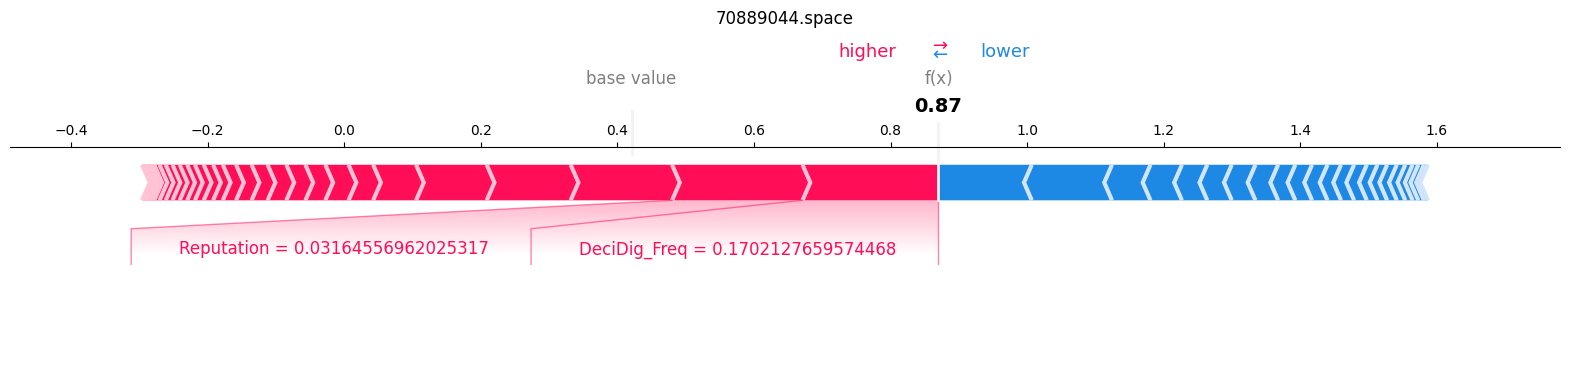 70889044.space
higher ⇄ lower
base value f(x)
0.87
−0.4 −0.2 0.0 0.2 0.4 0.6 0.8 1.0 1.2 1.4 1.6
Reputation = 0.03164556962025317 DeciDig_Freq = 0.1702127659574468